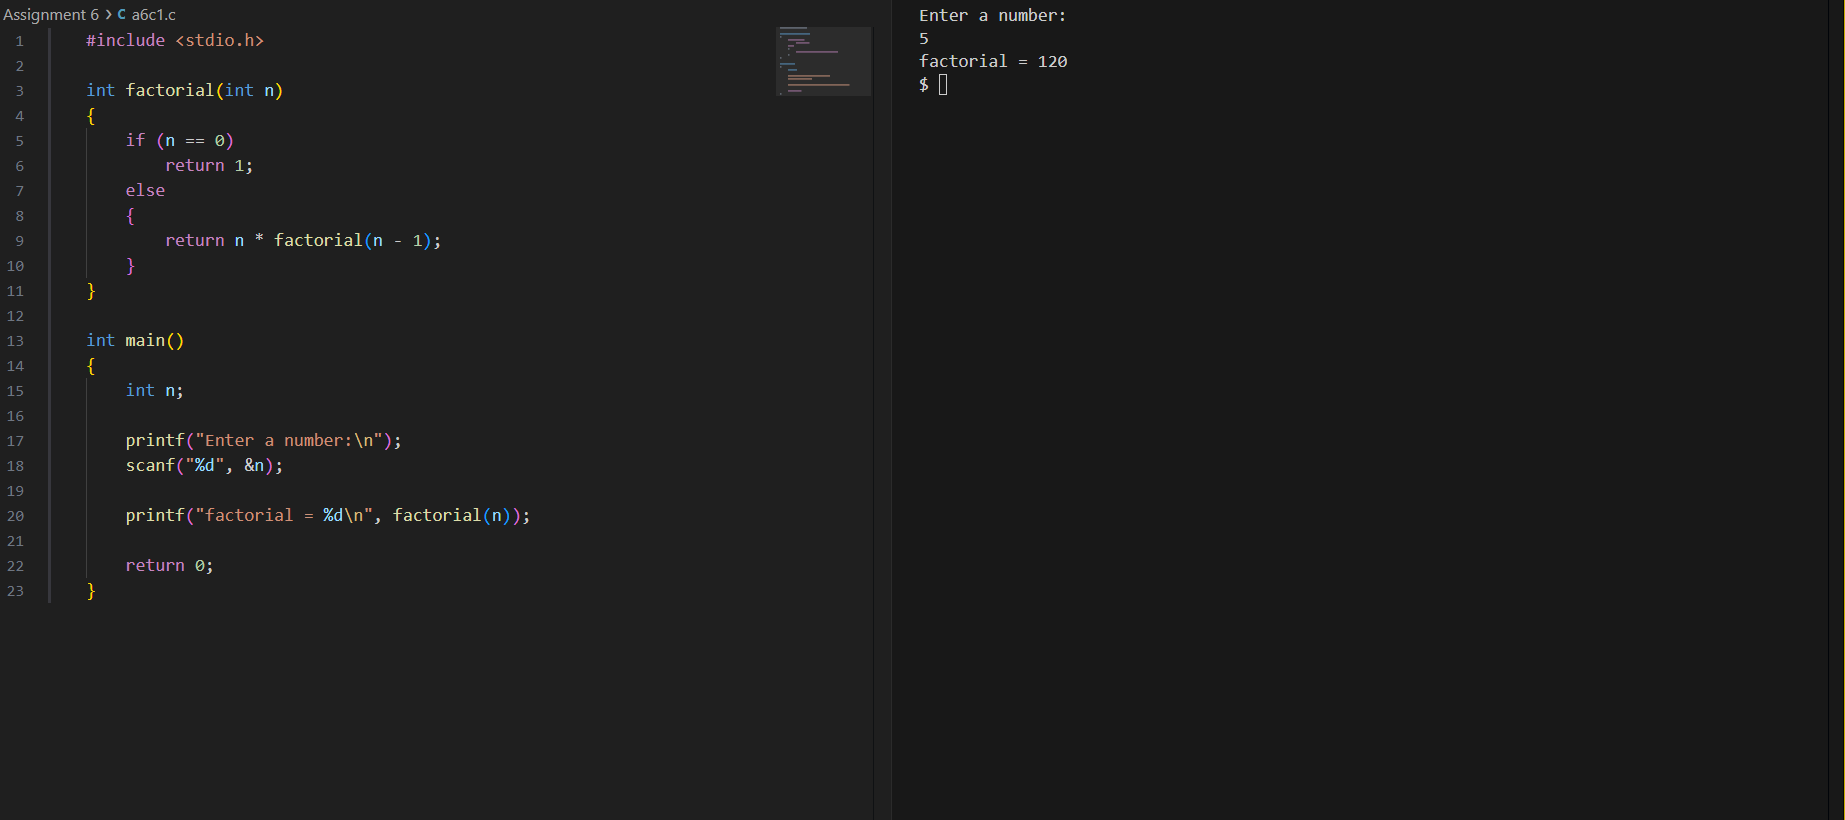 Assignment 6 > C a6c1.c
1 #include <stdio.h>
2
3 int factorial(int n)
4 {
5     if (n == 0)
6         return 1;
7     else
8     {
9         return n * factorial(n - 1);
10     }
11 }
12
13 int main()
14 {
15     int n;
16
17     printf("Enter a number:\n");
18     scanf("%d", &n);
19
20     printf("factorial = %d\n", factorial(n));
21
22     return 0;
23 }
Enter a number:
5
factorial = 120
$